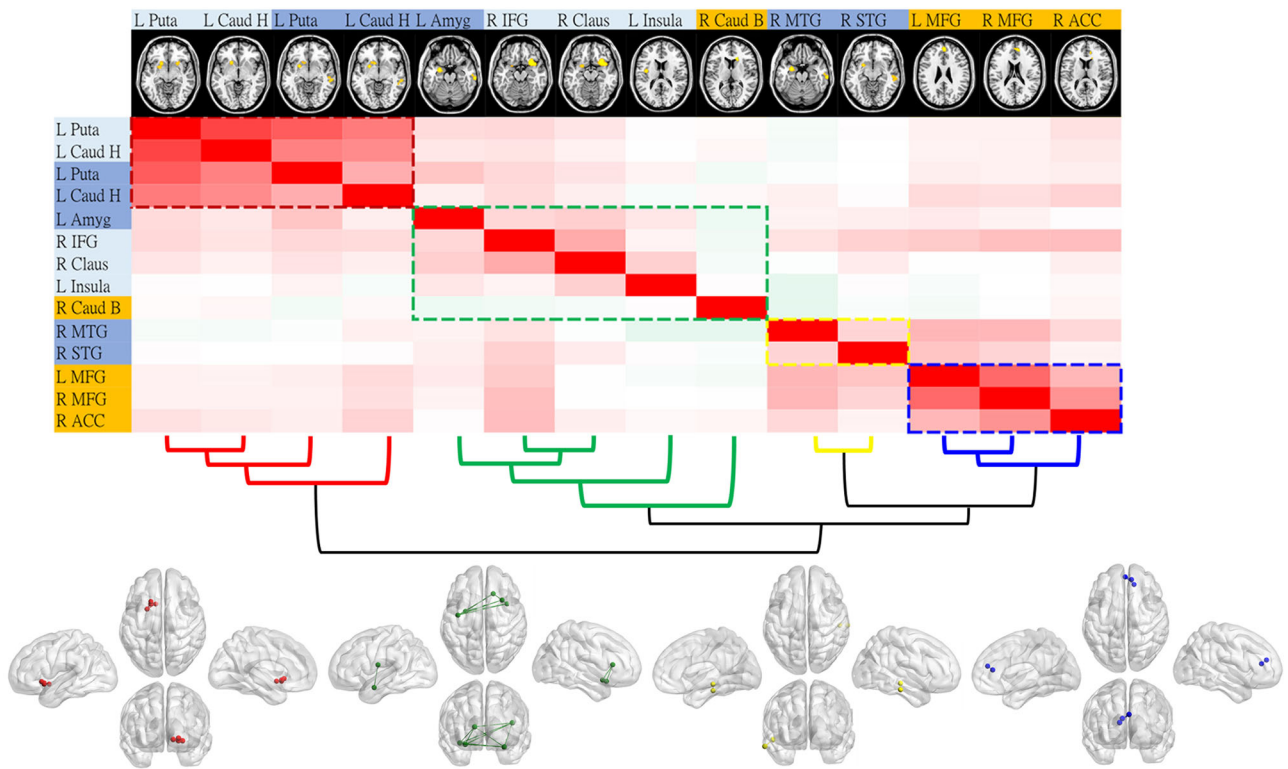 L Puta L Caud H L Puta L Caud H L Amyg R IFG R Claus L Insula R Caud B R MTG R STG L MFG R MFG R ACC
L Puta
L Caud H
L Puta
L Caud H
L Amyg
R IFG
R Claus
L Insula
R Caud B
R MTG
R STG
L MFG
R MFG
R ACC